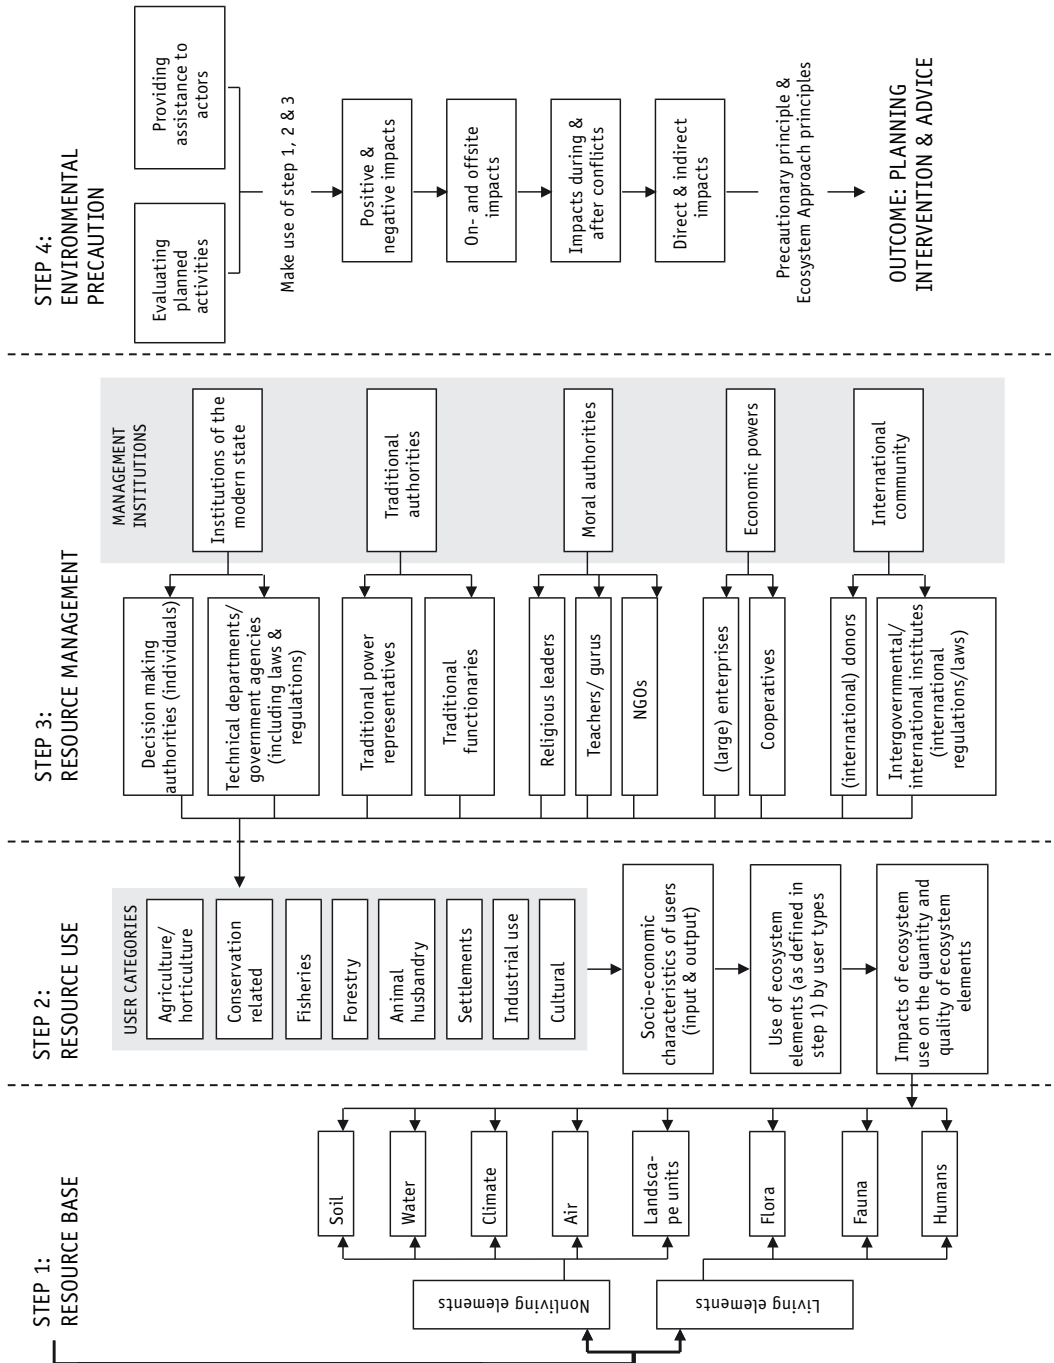 STEP 1:
RESOURCE BASE
Nonliving elements
Living elements
Soil
Water
Climate
Air
Landsca-
pe units
Flora
Fauna
Humans
STEP 2:
RESOURCE USE
USER CATEGORIES
Agriculture/
horticulture
Conservation
related
Fisheries
Forestry
Animal
husbandry
Settlements
Industrial use
Cultural
Socio-economic
characteristics of users
(input & output)
Use of ecosystem
elements (as defined in
step 1) by user types
Impacts of ecosystem
use on the quantity and
quality of ecosystem
elements
STEP 3:
RESOURCE MANAGEMENT
Decision making
authorities (individuals)
Technical departments/
government agencies
(including laws &
regulations)
Traditional power
representatives
Traditional
functionaries
Religious leaders
Teachers/ gurus
NGOs
(large) enterprises
Cooperatives
(international) donors
Intergovernmental/
international institutes
(international
regulations/laws)
MANAGEMENT
INSTITUTIONS
Institutions of the
modern state
Traditional
authorities
Moral authorities
Economic powers
International
community
STEP 4:
ENVIRONMENTAL
PRECAUTION
Evaluating
planned
activities
Providing
assistance to
actors
Make use of step 1, 2 & 3
Positive &
negative impacts
On- and offsite
impacts
Impacts during &
after conflicts
Direct & indirect
impacts
Precautionary principle &
Ecosystem Approach principles
OUTCOME: PLANNING
INTERVENTION & ADVICE